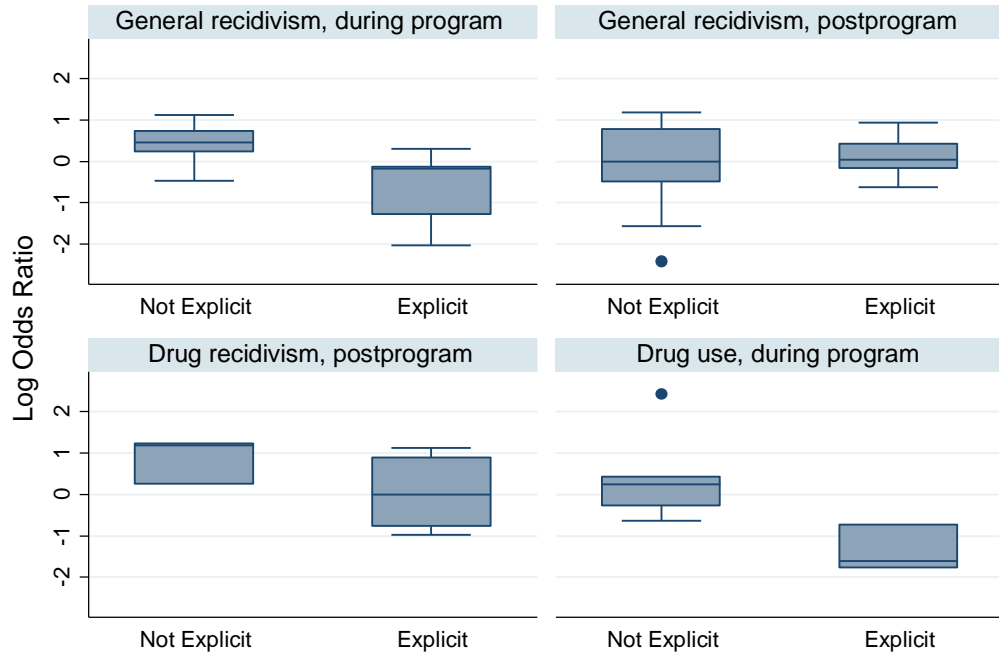 General recidivism, during program
General recidivism, postprogram
2
1
0
-1
-2
Not Explicit
Explicit
Not Explicit
Explicit
Drug recidivism, postprogram
Drug use, during program
2
1
0
-1
-2
Not Explicit
Explicit
Not Explicit
Explicit
Log Odds Ratio